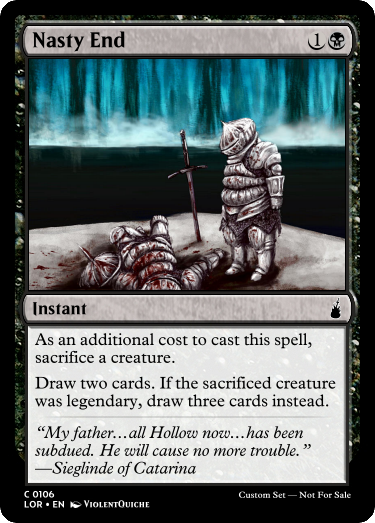 Nasty End 1
Instant
As an additional cost to cast this spell,
sacrifice a creature.
Draw two cards. If the sacrificed creature
was legendary, draw three cards instead.
“My father…all Hollow now…has been
subdued. He will cause no more trouble.”
—Sieglinde of Catarina
C 0106
LOR • EN ViolentQuiche
Custom Set — Not For Sale